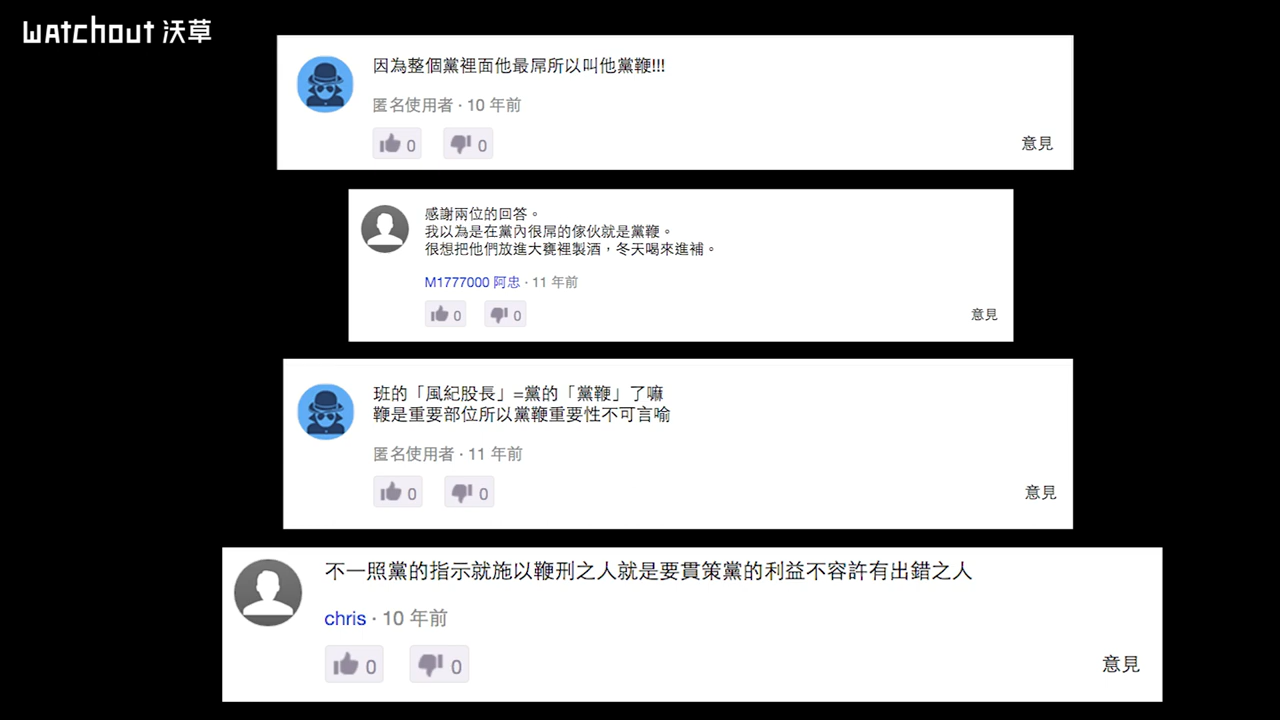 watchout 沃草
因為整個黨裡面他最屌所以叫他黨鞭!!!
匿名使用者 · 10 年前
0 0
意見
感謝兩位的回答。
我以為是在黨內很屌的傢伙就是黨鞭。
很想把他們放進大甕裡製酒，冬天喝來進補。
M1777000 阿忠 · 11 年前
0 0
意見
班的「風紀股長」=黨的「黨鞭」了嘛
鞭是重要部位所以黨鞭重要性不可言喻
匿名使用者 · 11 年前
0 0
意見
不一照黨的指示就施以鞭刑之人就是要貫策黨的利益不容許有出錯之人
chris · 10 年前
0 0
意見